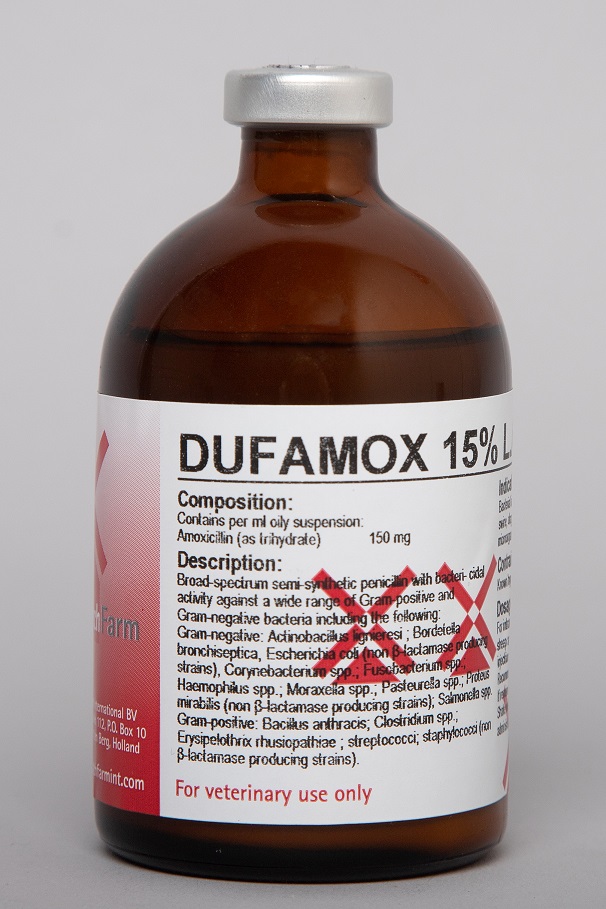 DUFAMOX 15% L.
Composition:
Contains per ml oily suspension:
Amoxicillin (as trihydrate) 150 mg
Description:
Broad-spectrum semi-synthetic penicillin with bacteri- cidal
activity against a wide range of Gram-positive and
Gram-negative bacteria including the following:
Gram-negative: Actinobacillus lignieresi ; Bordetella
bronchiseptica, Escherichia coli (non β-lactamase producing
strains), Corynebacterium spp.; Fusobacterium spp.;
Haemophilus spp.; Moraxella spp.; Pasteurella spp.; Proteus
mirabilis (non β-lactamase producing strains); Salmonella spp.
Gram-positive: Bacillus anthracis; Clostridium spp.;
Erysipelothrix rhusiopathiae ; streptococci; staphylococci (non
β-lactamase producing strains).
For veterinary use only
Farm
ternational BV
112, P.O. Box 10
Berg. Holland
farmint.com